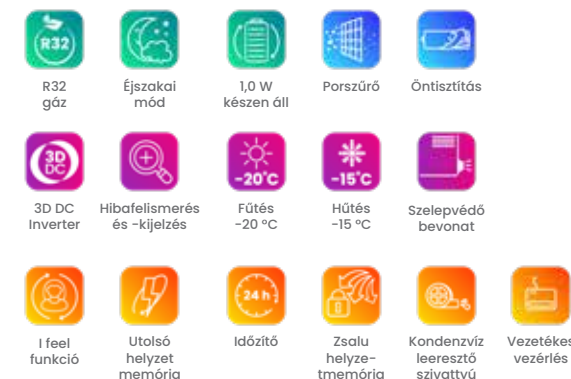 R32
R32
gáz
Éjszakai
mód
1,0 W
készen áll
Porszűrő
Öntisztítás
3D
DC
3D DC
Inverter
Hibafelismerés
és -kijelzés
-20°C
Fűtés
-20 °C
-15°C
Hűtés
-15 °C
Szelepvédő
bevonat
I feel
funkció
Utolsó
helyzet
memória
24 h
Időzítő
Zsalu
helyze-
tmemória
Kondenzvíz
leeresztő
szivattyú
Vezetékes
vezérlés